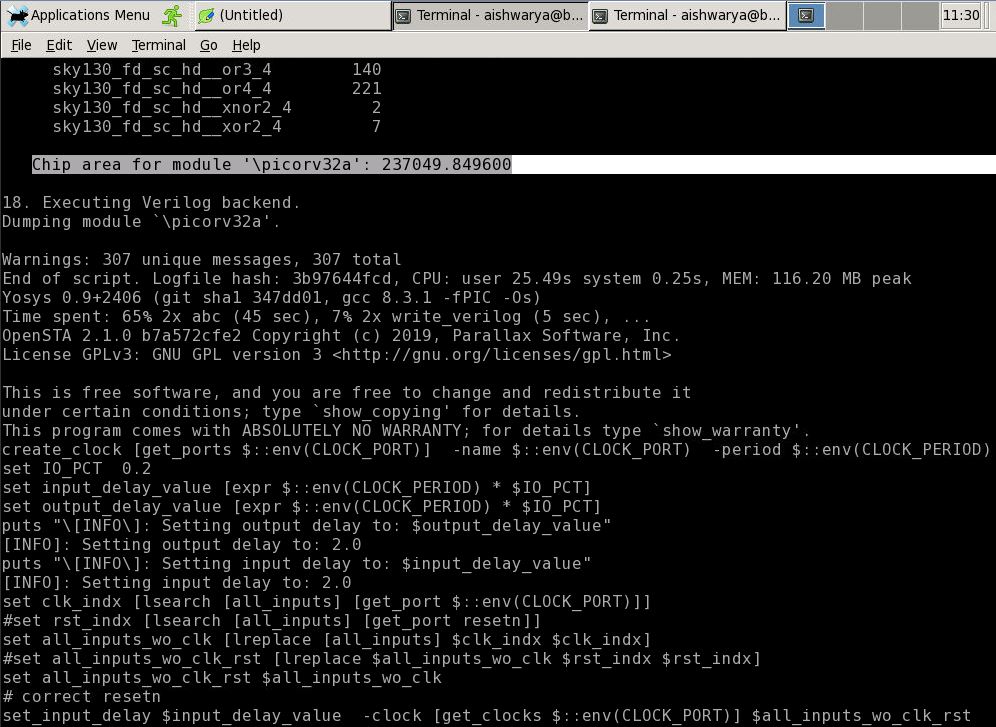 Applications Menu (Untitled) Terminal - aishwarya@b... Terminal - aishwarya@b... 11:30
File Edit View Terminal Go Help
sky130_fd_sc_hd__or3_4 140
sky130_fd_sc_hd__or4_4 221
sky130_fd_sc_hd__xnor2_4 2
sky130_fd_sc_hd__xor2_4 7
Chip area for module '\picorv32a': 237049.849600
18. Executing Verilog backend.
Dumping module `\picorv32a'.
Warnings: 307 unique messages, 307 total
End of script. Logfile hash: 3b97644fcd, CPU: user 25.49s system 0.25s, MEM: 116.20 MB peak
Yosys 0.9+2406 (git sha1 347dd01, gcc 8.3.1 -fPIC -Os)
Time spent: 65% 2x abc (45 sec), 7% 2x write_verilog (5 sec), ...
OpenSTA 2.1.0 b7a572cfe2 Copyright (c) 2019, Parallax Software, Inc.
License GPLv3: GNU GPL version 3 <http://gnu.org/licenses/gpl.html>
This is free software, and you are free to change and redistribute it
under certain conditions; type `show_copying' for details.
This program comes with ABSOLUTELY NO WARRANTY; for details type `show_warranty'.
create_clock [get_ports $::env(CLOCK_PORT)]  -name $::env(CLOCK_PORT)  -period $::env(CLOCK_PERIOD)
set IO_PCT  0.2
set input_delay_value [expr $::env(CLOCK_PERIOD) * $IO_PCT]
set output_delay_value [expr $::env(CLOCK_PERIOD) * $IO_PCT]
puts "\[INFO\]: Setting output delay to: $output_delay_value"
[INFO]: Setting output delay to: 2.0
puts "\[INFO\]: Setting input delay to: $input_delay_value"
[INFO]: Setting input delay to: 2.0
set clk_indx [lsearch [all_inputs] [get_port $::env(CLOCK_PORT)]]
#set rst_indx [lsearch [all_inputs] [get_port resetn]]
set all_inputs_wo_clk [lreplace [all_inputs] $clk_indx $clk_indx]
#set all_inputs_wo_clk_rst [lreplace $all_inputs_wo_clk $rst_indx $rst_indx]
set all_inputs_wo_clk_rst $all_inputs_wo_clk
# correct resetn
set_input_delay $input_delay_value  -clock [get_clocks $::env(CLOCK_PORT)] $all_inputs_wo_clk_rst